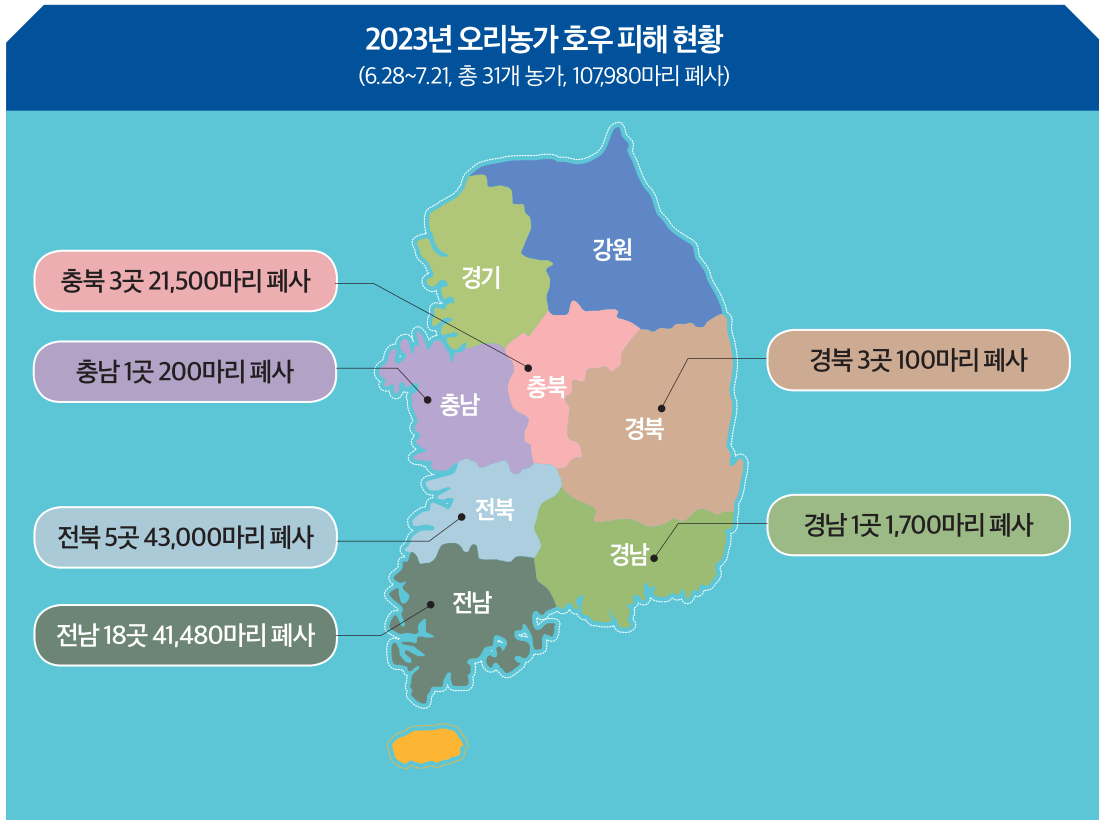 2023년 오리농가 호우 피해 현황
(6.28~7.21, 총 31개 농가, 107,980마리 폐사)
강원
경기
충북 3곳 21,500마리 폐사
충남 1곳 200마리 폐사
경북 3곳 100마리 폐사
충북
충남
경북
전북
전북 5곳 43,000마리 폐사
경남 1곳 1,700마리 폐사
경남
전남
전남 18곳 41,480마리 폐사